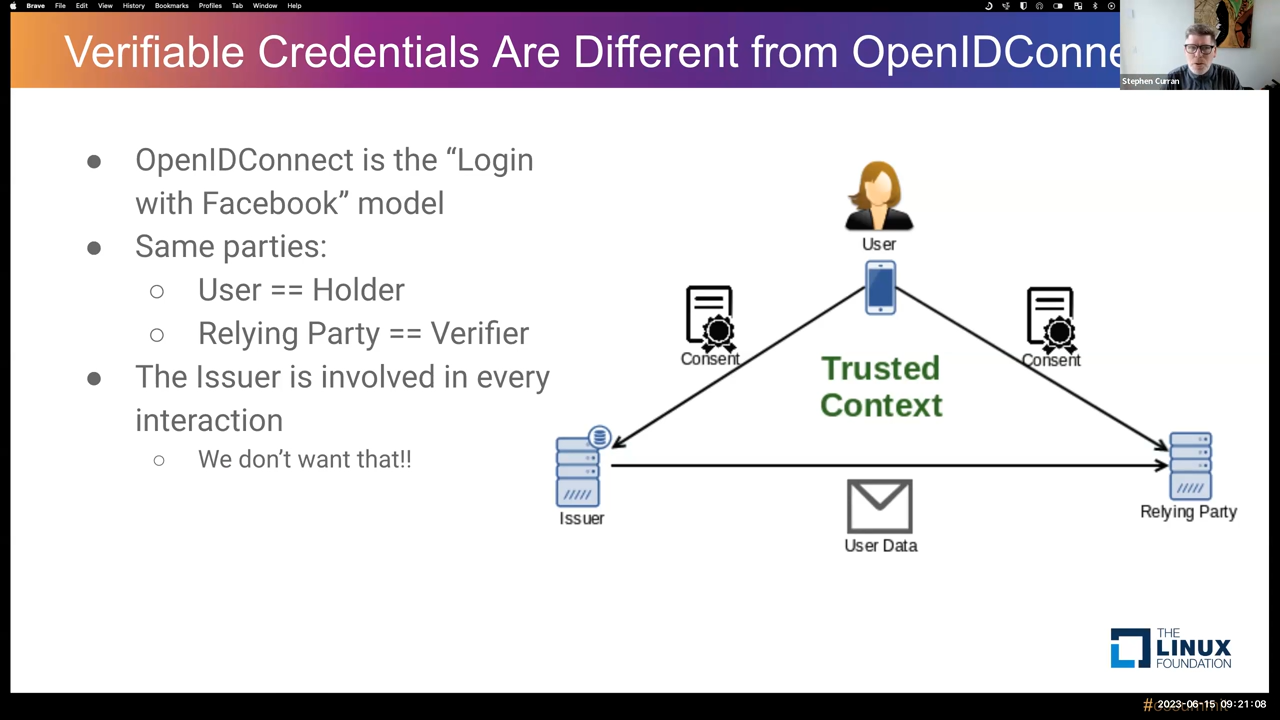 Brave File Edit View History Bookmarks Profiles Tab Window Help
Verifiable Credentials Are Different from OpenIDConne
Stephen Curran
● OpenIDConnect is the “Login
with Facebook” model
● Same parties:
○ User == Holder
○ Relying Party == Verifier
● The Issuer is involved in every
interaction
○ We don’t want that!!
User
Consent
Consent
Trusted
Context
Issuer
Relying Party
User Data
THE
LINUX
FOUNDATION
2023-06-15 09:21:08